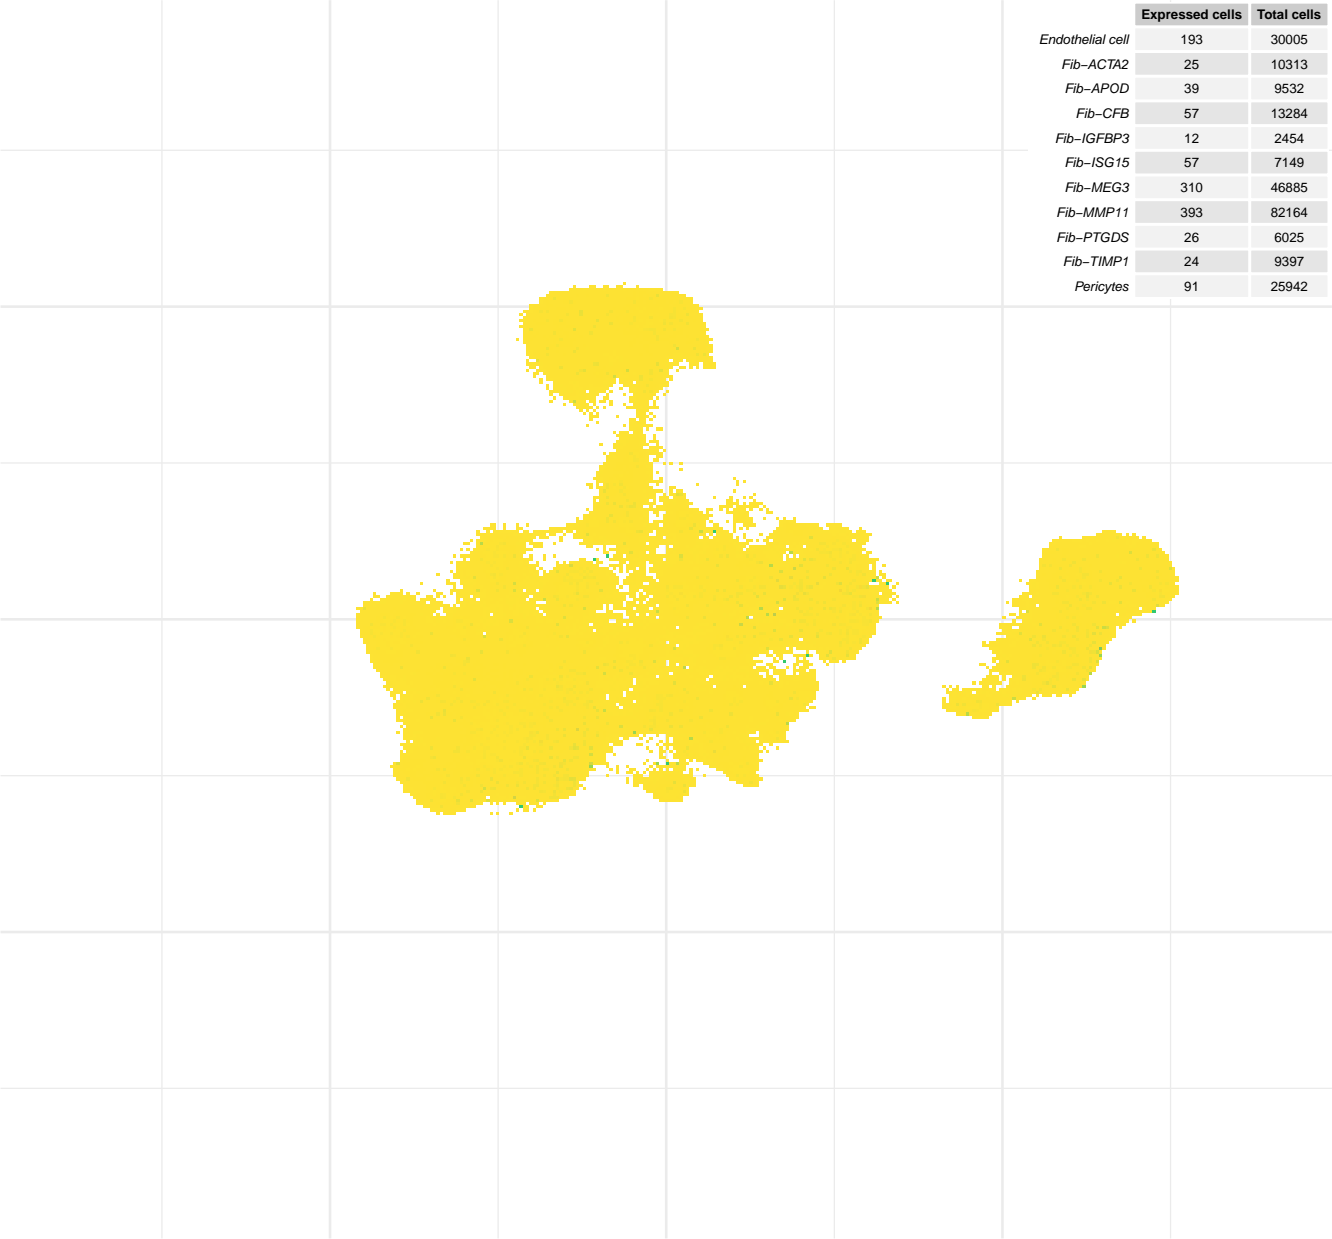 Expressed cells Total cells
Endothelial cell 193 30005
Fib−ACTA2 25 10313
Fib−APOD 39 9532
Fib−CFB 57 13284
Fib−IGFBP3 12 2454
Fib−ISG15 57 7149
Fib−MEG3 310 46885
Fib−MMP11 393 82164
Fib−PTGDS 26 6025
Fib−TIMP1 24 9397
Pericytes 91 25942